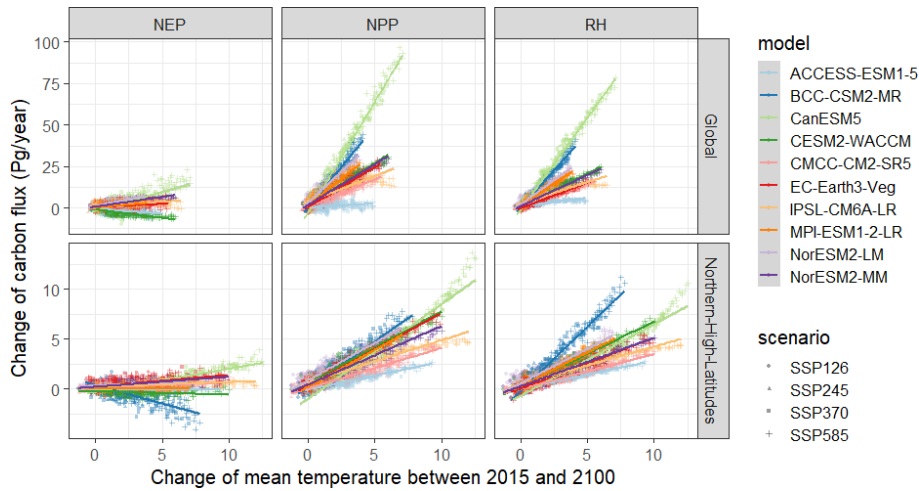 NEP
NPP
RH
100
75
50
25
0
Global
10
5
0
Northern-High-Latitudes
0
5
10
0
5
10
0
5
10
Change of carbon flux (Pg/year)
Change of mean temperature between 2015 and 2100
model
ACCESS-ESM1-5
BCC-CSM2-MR
CanESM5
CESM2-WACCM
CMCC-CM2-SR5
EC-Earth3-Veg
IPSL-CM6A-LR
MPI-ESM1-2-LR
NorESM2-LM
NorESM2-MM
scenario
SSP126
SSP245
SSP370
SSP585